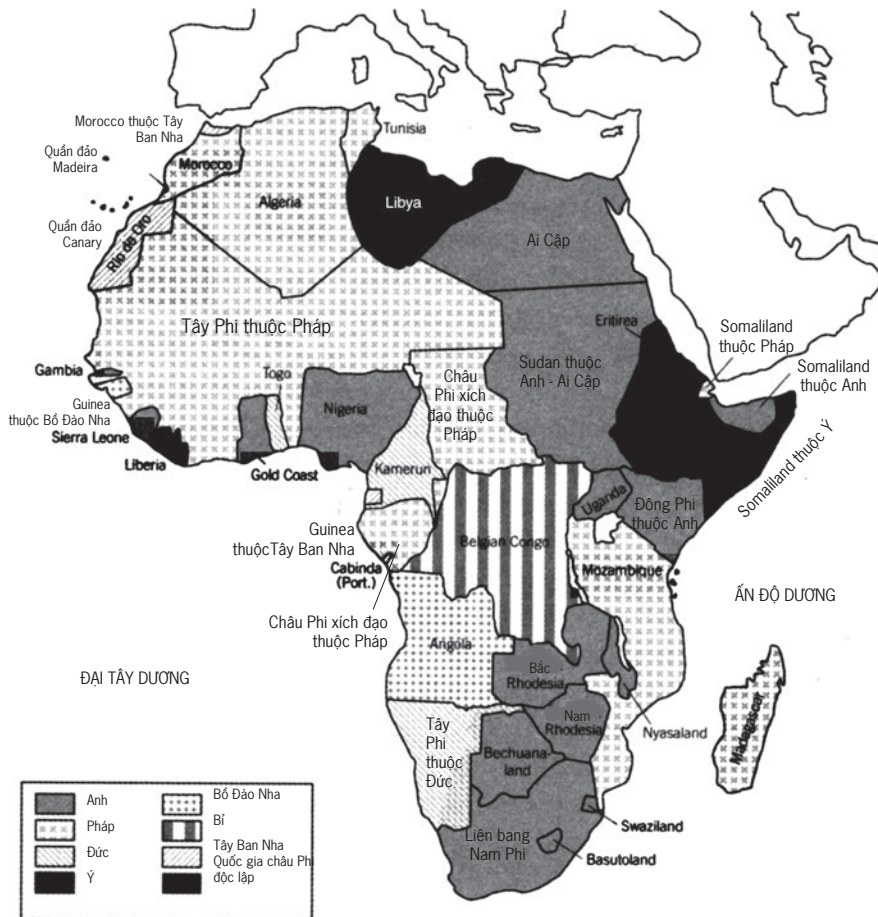 Morocco thuộc Tây
Ban Nha
Tunisia
Quần đảo
Madeira
Morocco
Algeria
Libya
Ai Cập
Quần đảo
Canary
Rio de Oro
Tây Phi thuộc Pháp
Eritirea
Somaliland
thuộc Pháp
Sudan thuộc
Anh - Ai Cập
Somaliland
thuộc Anh
Gambia
Togo
Châu
Phi xích
đạo thuộc
Pháp
Guinea
thuộc Bồ Đào Nha
Nigeria
Sierra Leone
Liberia
Gold Coast
Kamerun
Somaliland thuộc Ý
Uganda
Đông Phi
thuộc Anh
Guinea
thuộcTây Ban Nha
Belgian Congo
Cabinda
(Port.)
Mozambique
ẤN ĐỘ DƯƠNG
Châu Phi xích đạo
thuộc Pháp
Angola
ĐẠI TÂY DƯƠNG
Bắc
Rhodesia
Nyasaland
Madagascar
Nam
Rhodesia
Tây
Phi
thuộc
Đức
Bechuana-
land
Swaziland
Liên bang
Nam Phi
Basutoland
Anh
Pháp
Đức
Ý
Bồ Đào Nha
Bỉ
Tây Ban Nha
Quốc gia châu Phi
độc lập